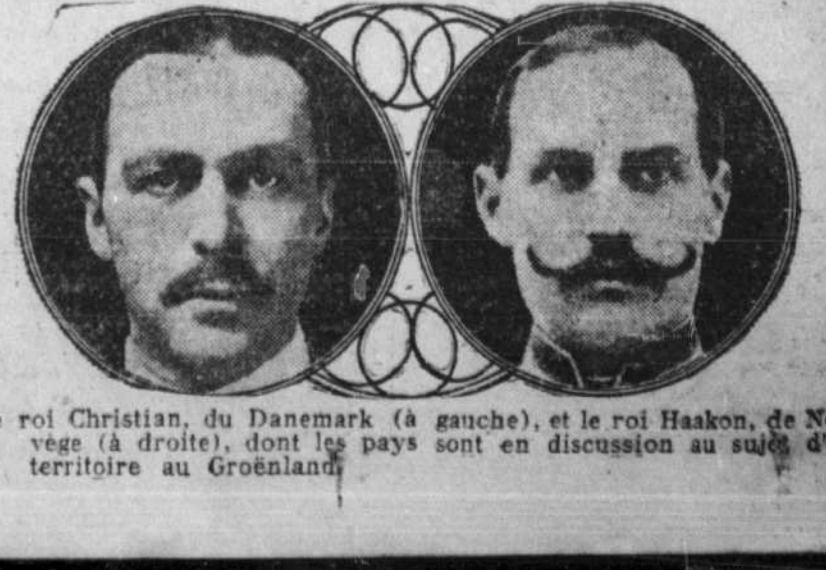 roi Christian, du Danemark (à gauche), et le roi Haakon, de
vège (à droite), dont les pays sont en discussion au sujet d'
territoire au Groënland.